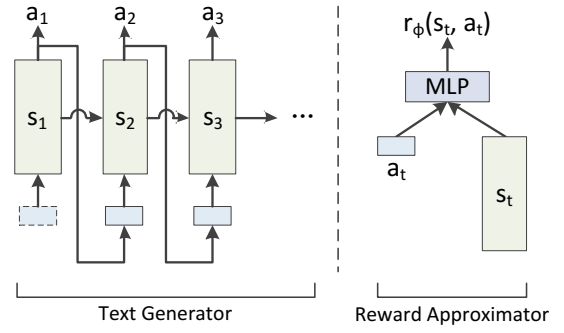 a₁ a₂ a₃
s₁ s₂ s₃ ...
Text Generator
rϕ(sₜ, aₜ)
MLP
aₜ
sₜ
Reward Approximator